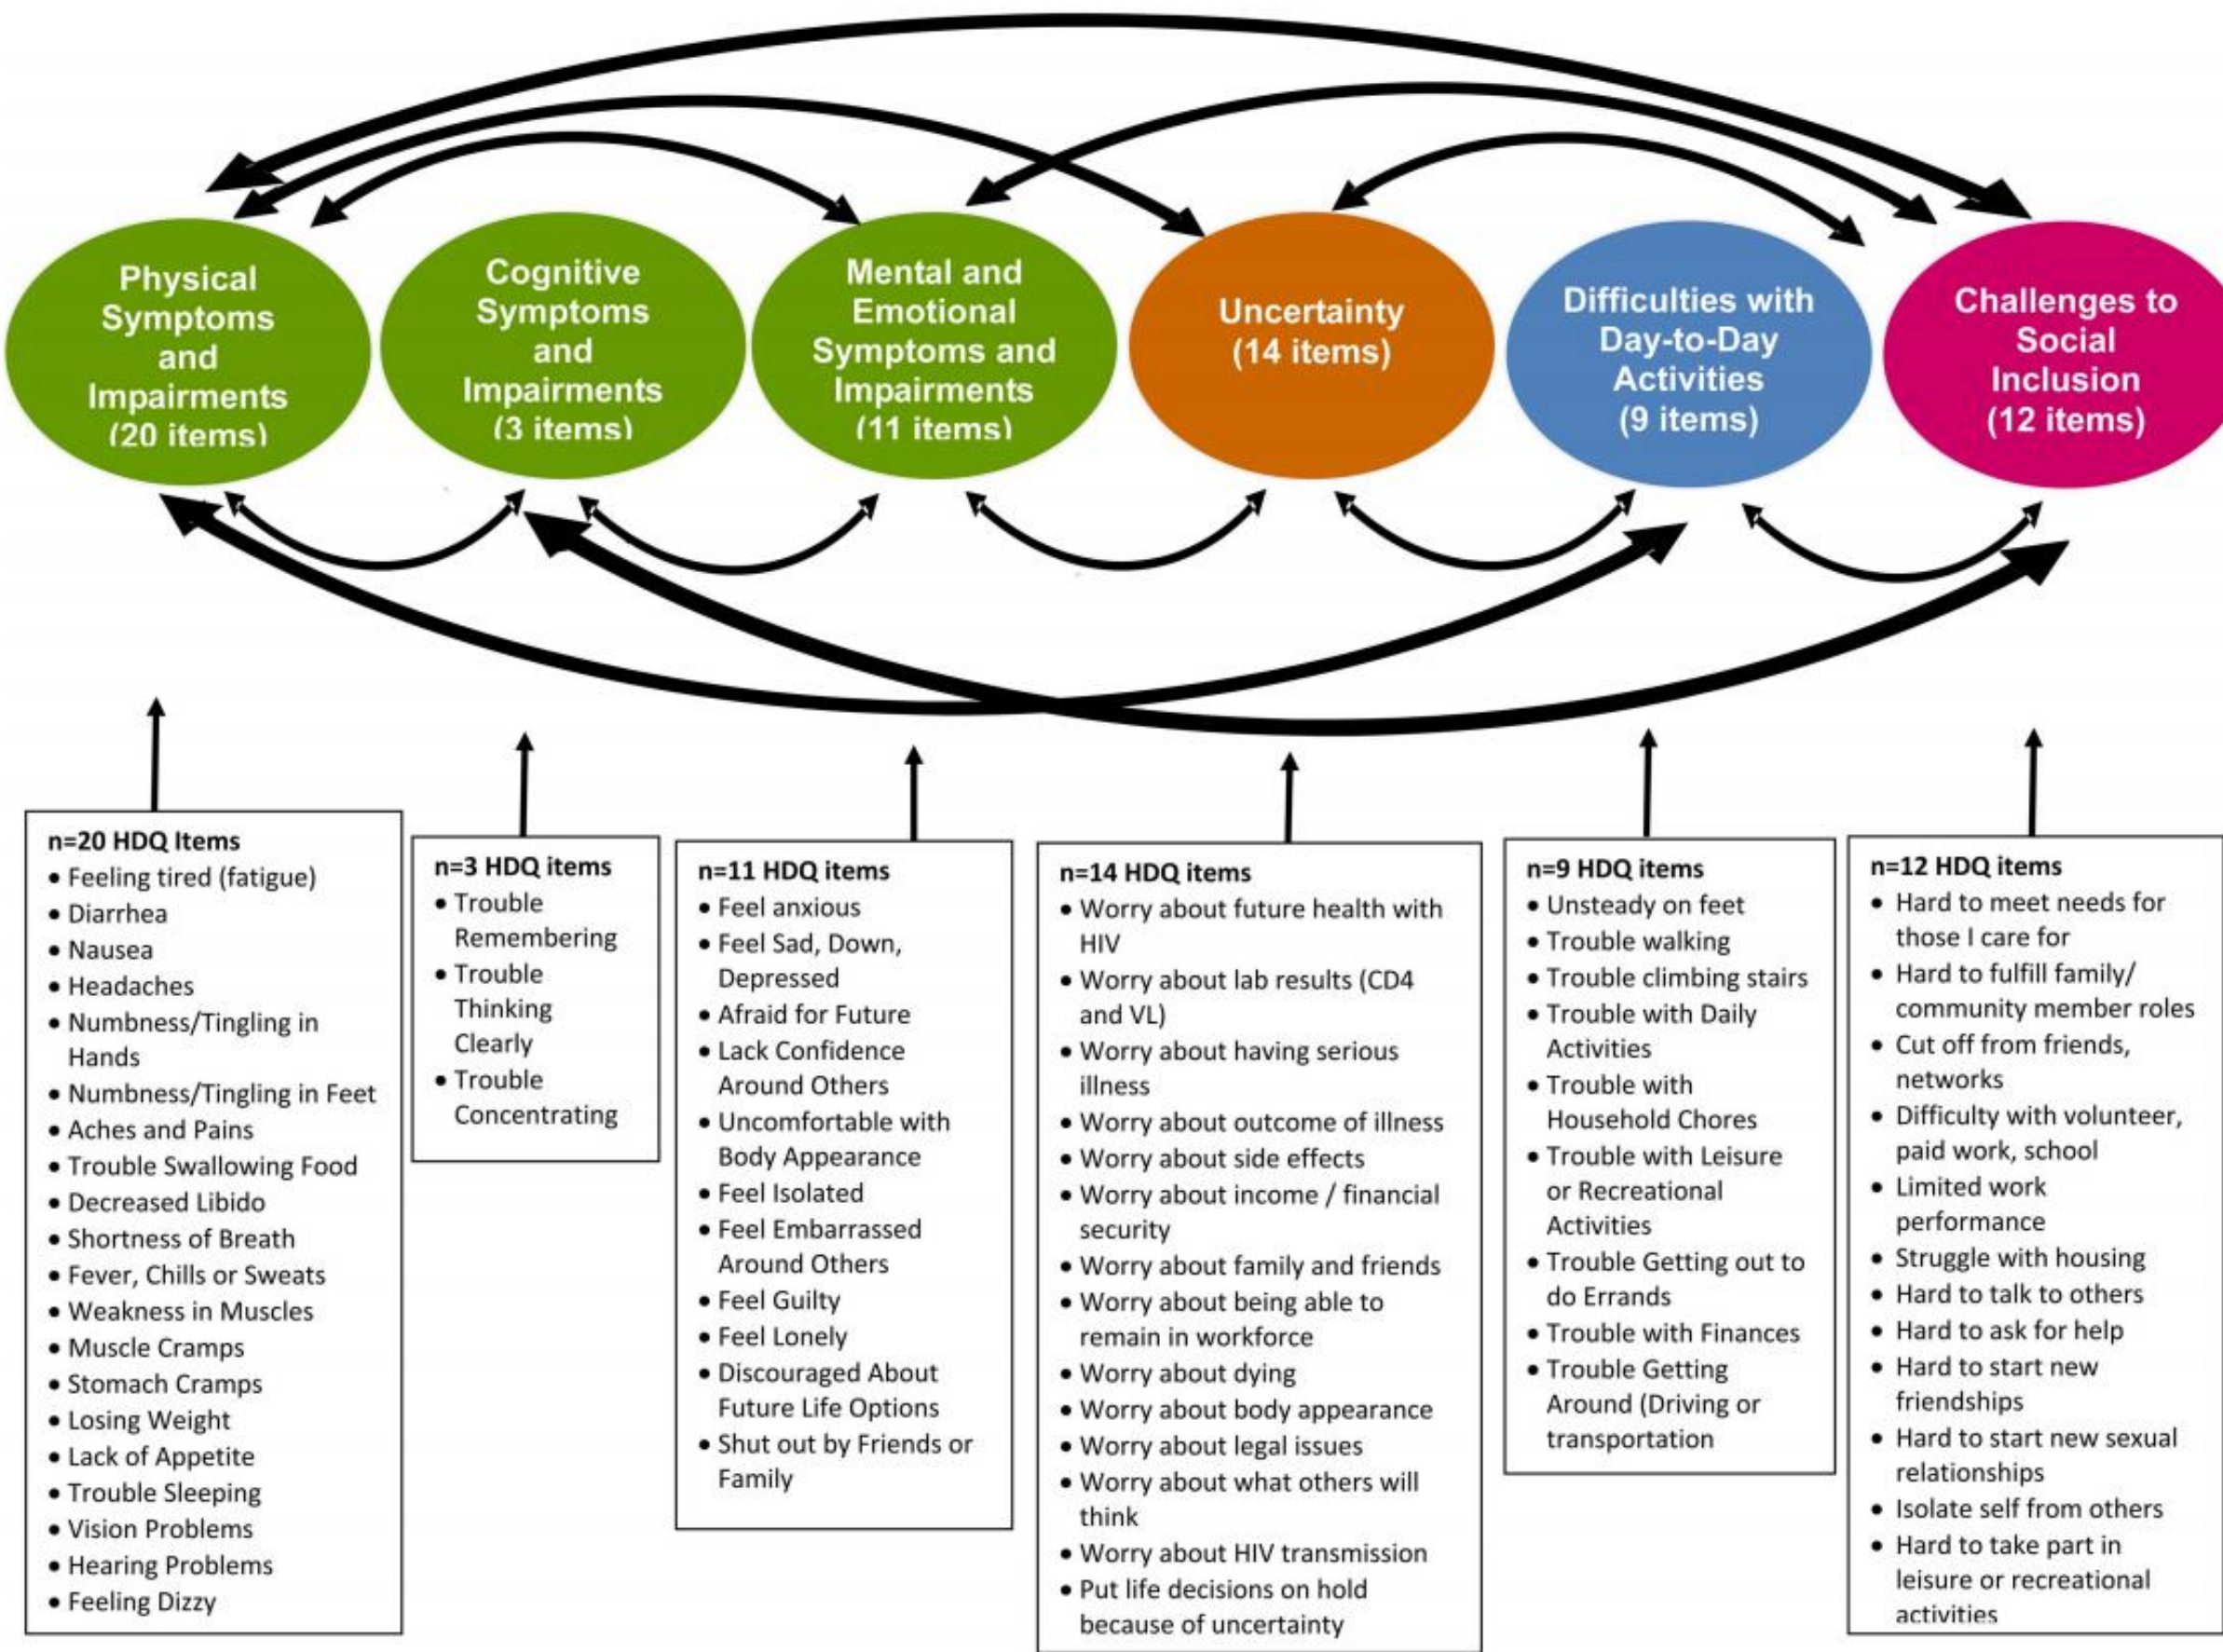 Physical
Symptoms
and
Impairments
(20 items)
Cognitive
Symptoms
and
Impairments
(3 items)
Mental and
Emotional
Symptoms and
Impairments
(11 items)
Uncertainty
(14 items)
Difficulties with
Day-to-Day
Activities
(9 items)
Challenges to
Social
Inclusion
(12 items)
n=20 HDQ Items
• Feeling tired (fatigue)
• Diarrhea
• Nausea
• Headaches
• Numbness/Tingling in
Hands
• Numbness/Tingling in Feet
• Aches and Pains
• Trouble Swallowing Food
• Decreased Libido
• Shortness of Breath
• Fever, Chills or Sweats
• Weakness in Muscles
• Muscle Cramps
• Stomach Cramps
• Losing Weight
• Lack of Appetite
• Trouble Sleeping
• Vision Problems
• Hearing Problems
• Feeling Dizzy
n=3 HDQ items
• Trouble
Remembering
• Trouble
Thinking
Clearly
• Trouble
Concentrating
n=11 HDQ items
• Feel anxious
• Feel Sad, Down,
Depressed
• Afraid for Future
• Lack Confidence
Around Others
• Uncomfortable with
Body Appearance
• Feel Isolated
• Feel Embarrassed
Around Others
• Feel Guilty
• Feel Lonely
• Discouraged About
Future Life Options
• Shut out by Friends or
Family
n=14 HDQ items
• Worry about future health with
HIV
• Worry about lab results (CD4
and VL)
• Worry about having serious
illness
• Worry about outcome of illness
• Worry about side effects
• Worry about income / financial
security
• Worry about family and friends
• Worry about being able to
remain in workforce
• Worry about dying
• Worry about body appearance
• Worry about legal issues
• Worry about what others will
think
• Worry about HIV transmission
• Put life decisions on hold
because of uncertainty
n=9 HDQ items
• Unsteady on feet
• Trouble walking
• Trouble climbing stairs
• Trouble with Daily
Activities
• Trouble with
Household Chores
• Trouble with Leisure
or Recreational
Activities
• Trouble Getting out to
do Errands
• Trouble with Finances
• Trouble Getting
Around (Driving or
transportation
n=12 HDQ items
• Hard to meet needs for
those I care for
• Hard to fulfill family/
community member roles
• Cut off from friends,
networks
• Difficulty with volunteer,
paid work, school
• Limited work
performance
• Struggle with housing
• Hard to talk to others
• Hard to ask for help
• Hard to start new
friendships
• Hard to start new sexual
relationships
• Isolate self from others
• Hard to take part in
leisure or recreational
activities